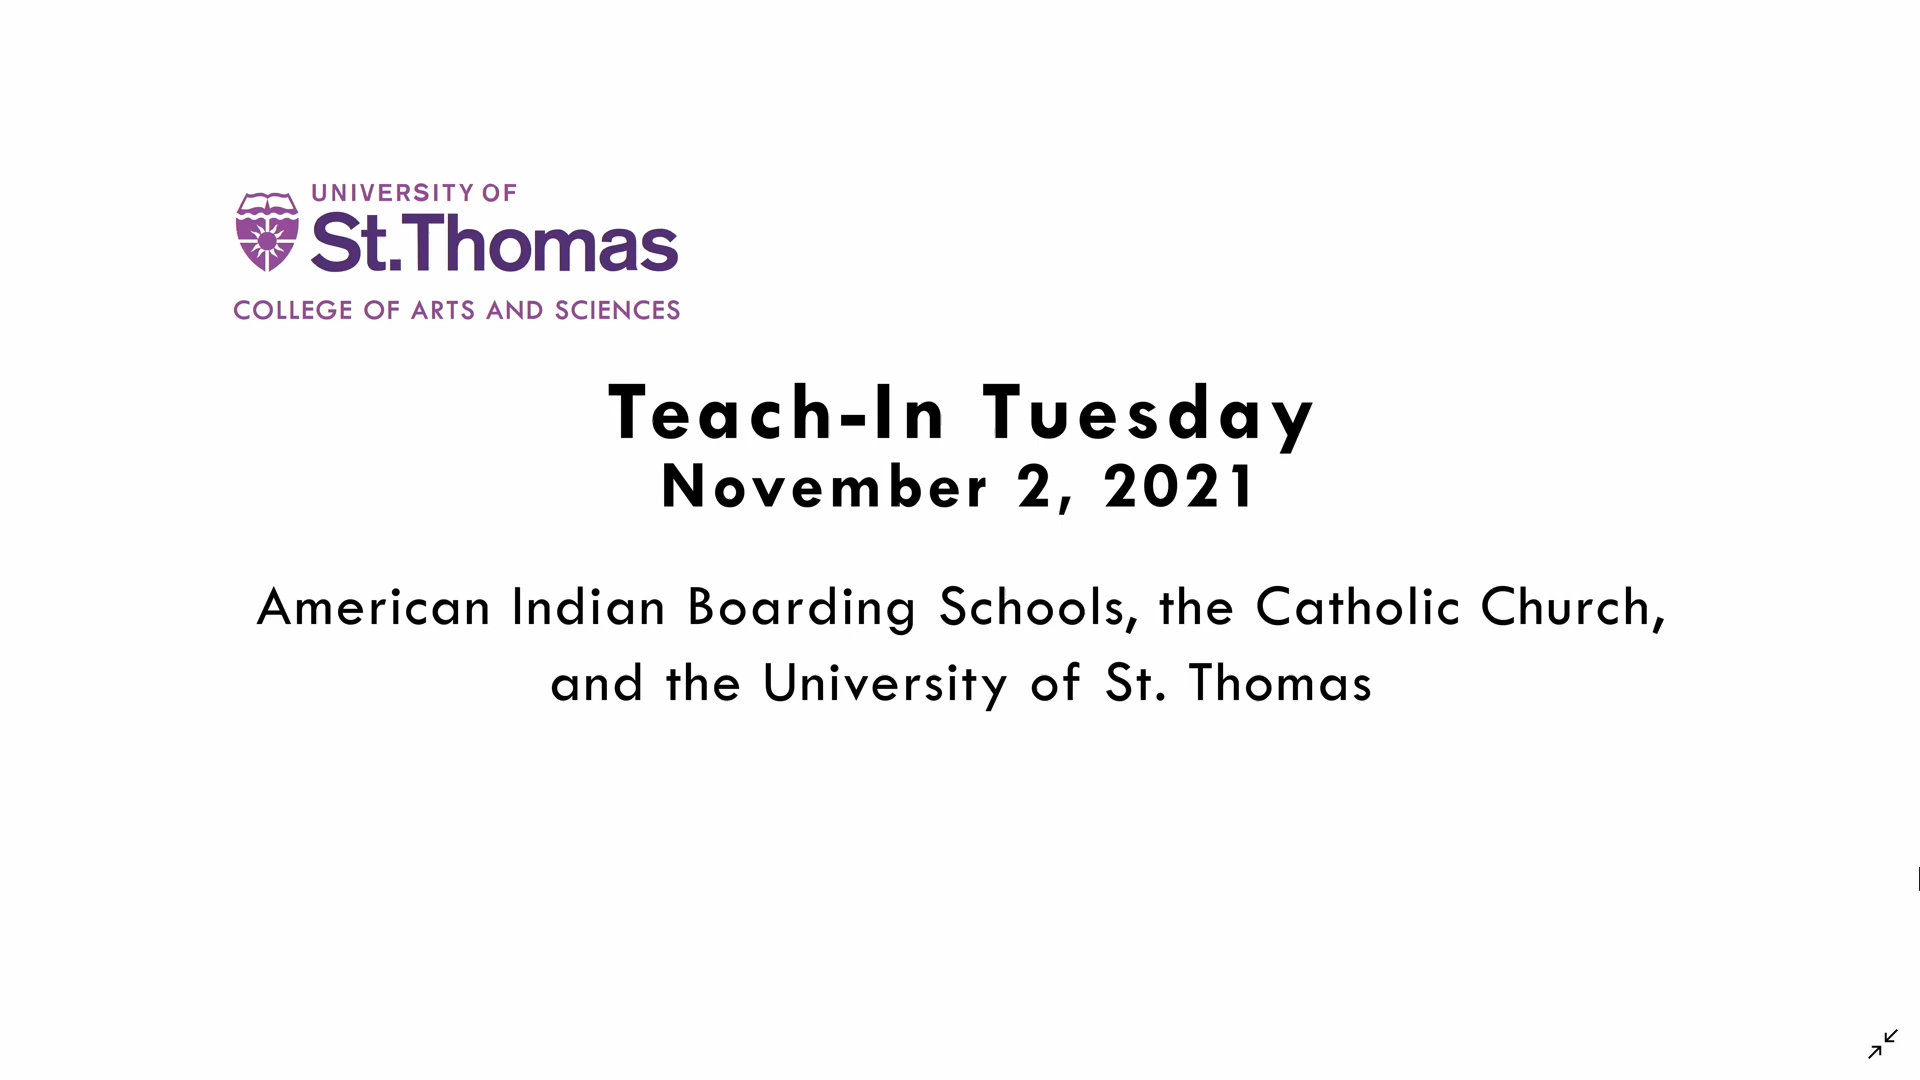 UNIVERSITY OF
St.Thomas
COLLEGE OF ARTS AND SCIENCES
Teach-In Tuesday
November 2, 2021
American Indian Boarding Schools, the Catholic Church,
and the University of St. Thomas